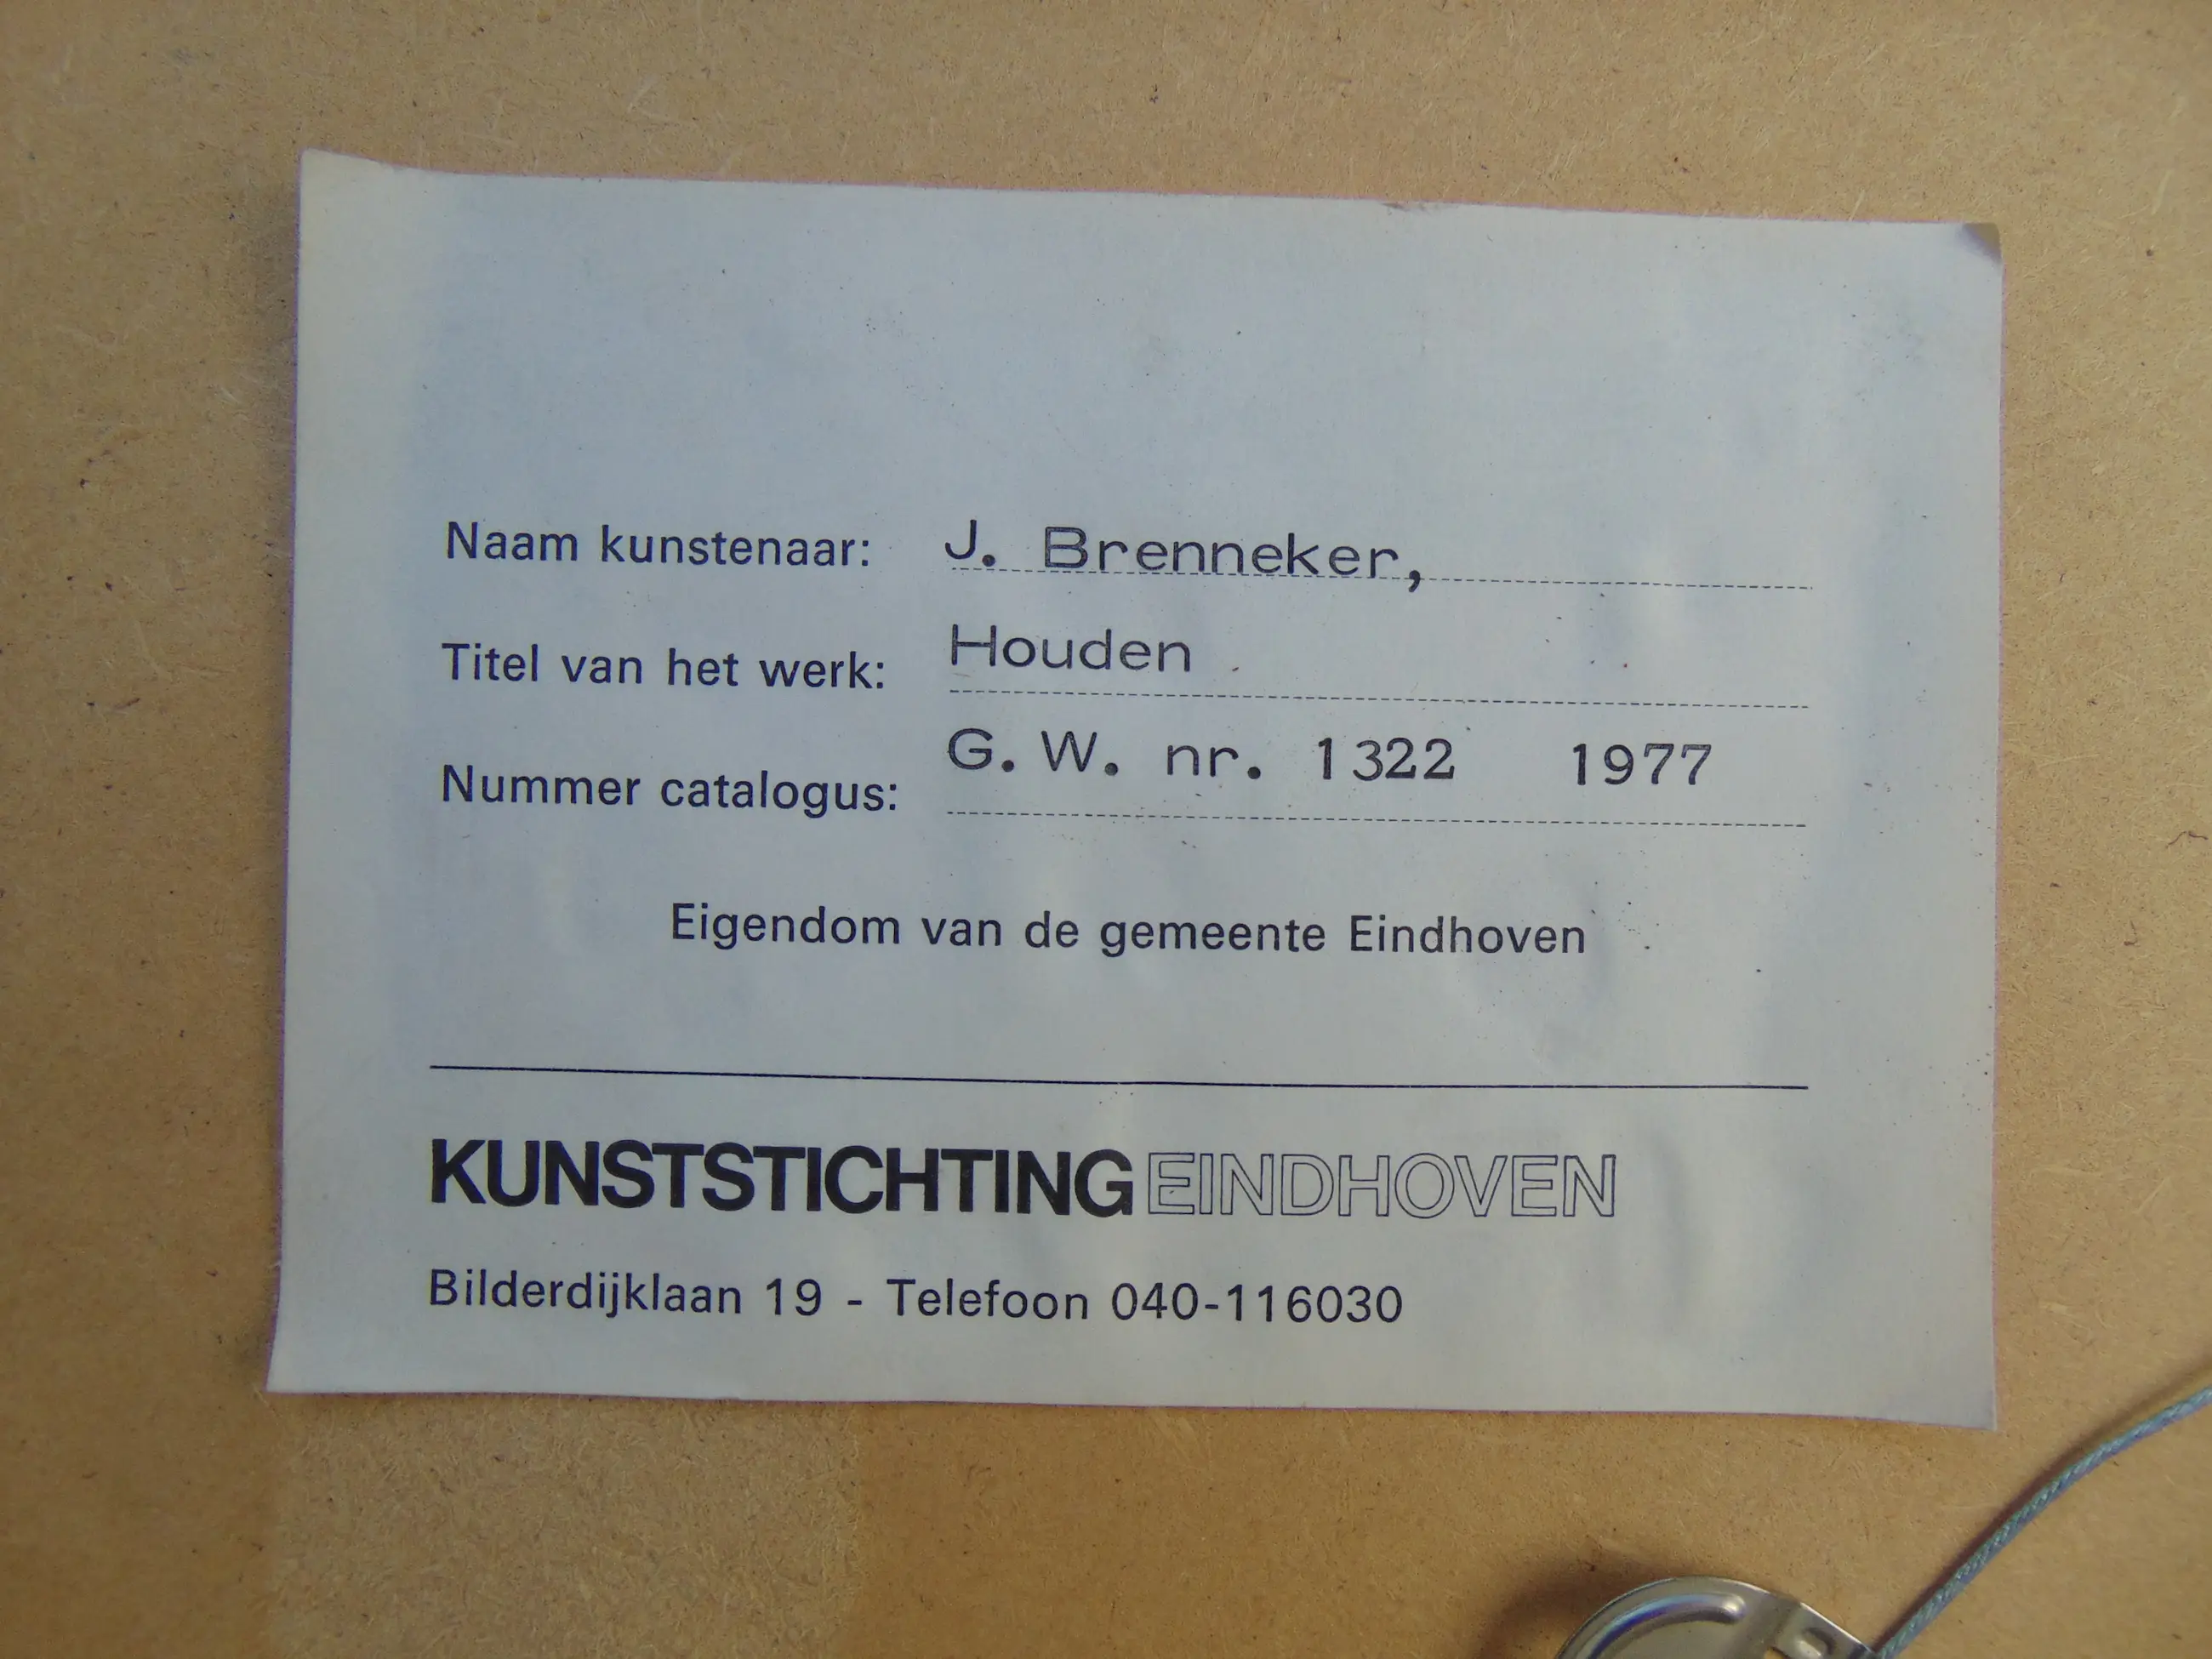 Naam kunstenaar: J. Brenneker,
Titel van het werk: Houden
Nummer catalogus: G. W. nr. 1322 1977
Eigendom van de gemeente Eindhoven
KUNSTSTICHTING EINDHOVEN
Bilderdijklaan 19 - Telefoon 040-116030